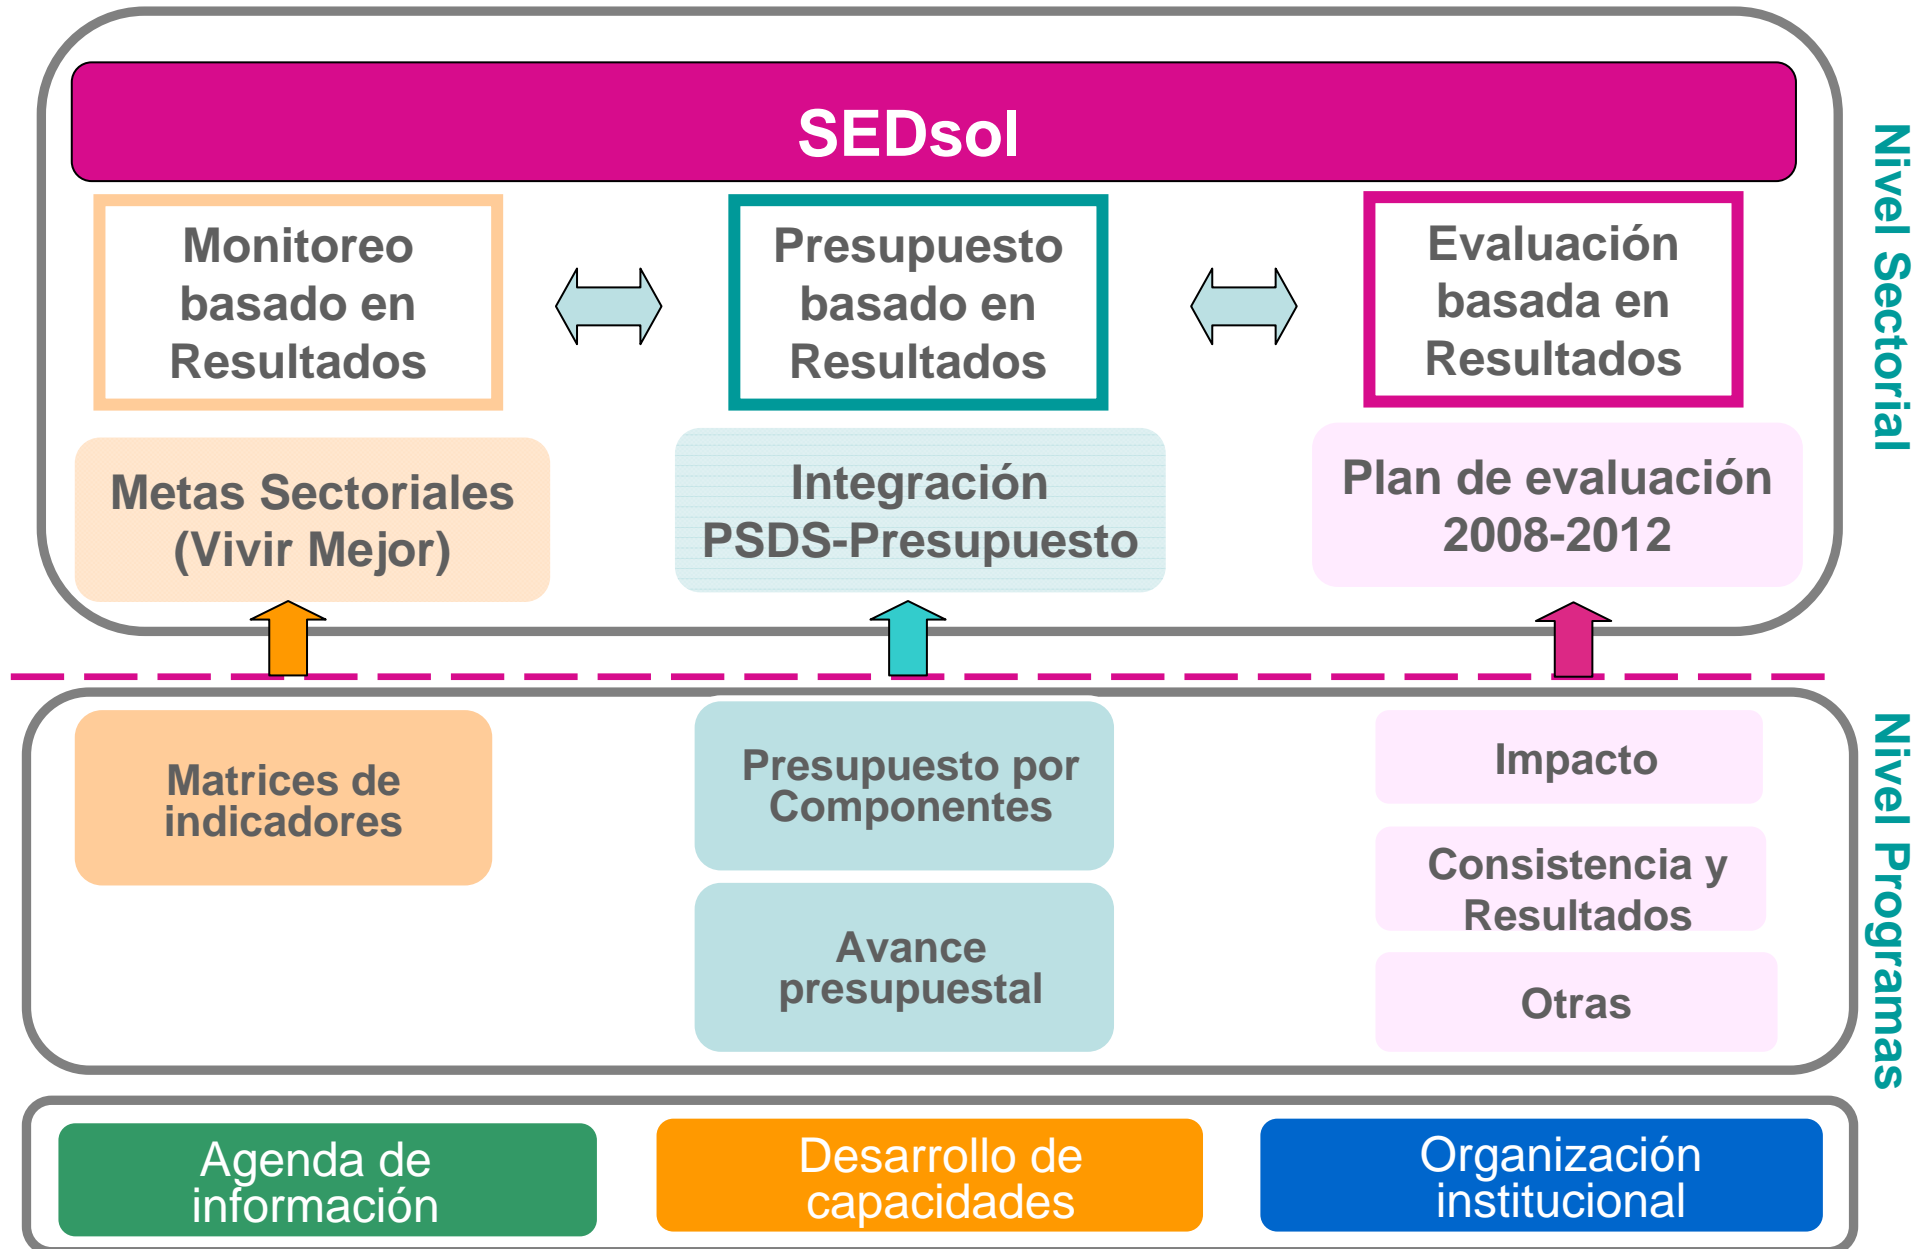 SEDsol
Monitoreo
basado en
Resultados
Presupuesto
basado en
Resultados
Evaluación
basada en
Resultados
Metas Sectoriales
(Vivir Mejor)
Integración
PSDS-Presupuesto
Plan de evaluación
2008-2012
Nivel Sectorial
Matrices de
indicadores
Presupuesto por
Componentes
Avance
presupuestal
Impacto
Consistencia y
Resultados
Otras
Nivel Programas
Agenda de
información
Desarrollo de
capacidades
Organización
institucional